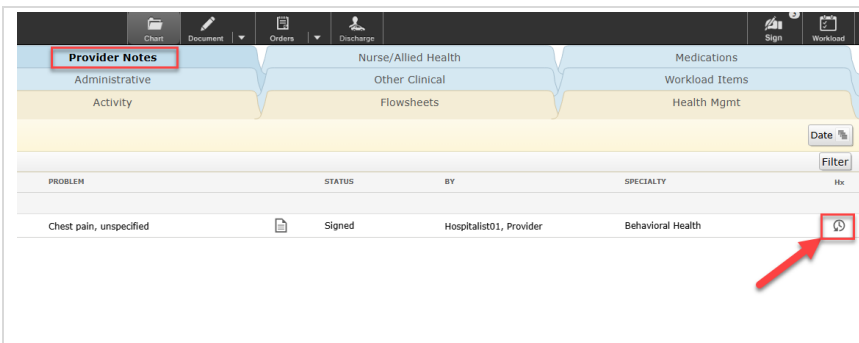 3
Chart Document Orders Discharge Sign Workload
Provider Notes Nurse/Allied Health Medications
Administrative Other Clinical Workload Items
Activity Flowsheets Health Mgmt
Date
Filter
PROBLEM STATUS BY SPECIALTY Hx
Chest pain, unspecified Signed Hospitalist01, Provider Behavioral Health